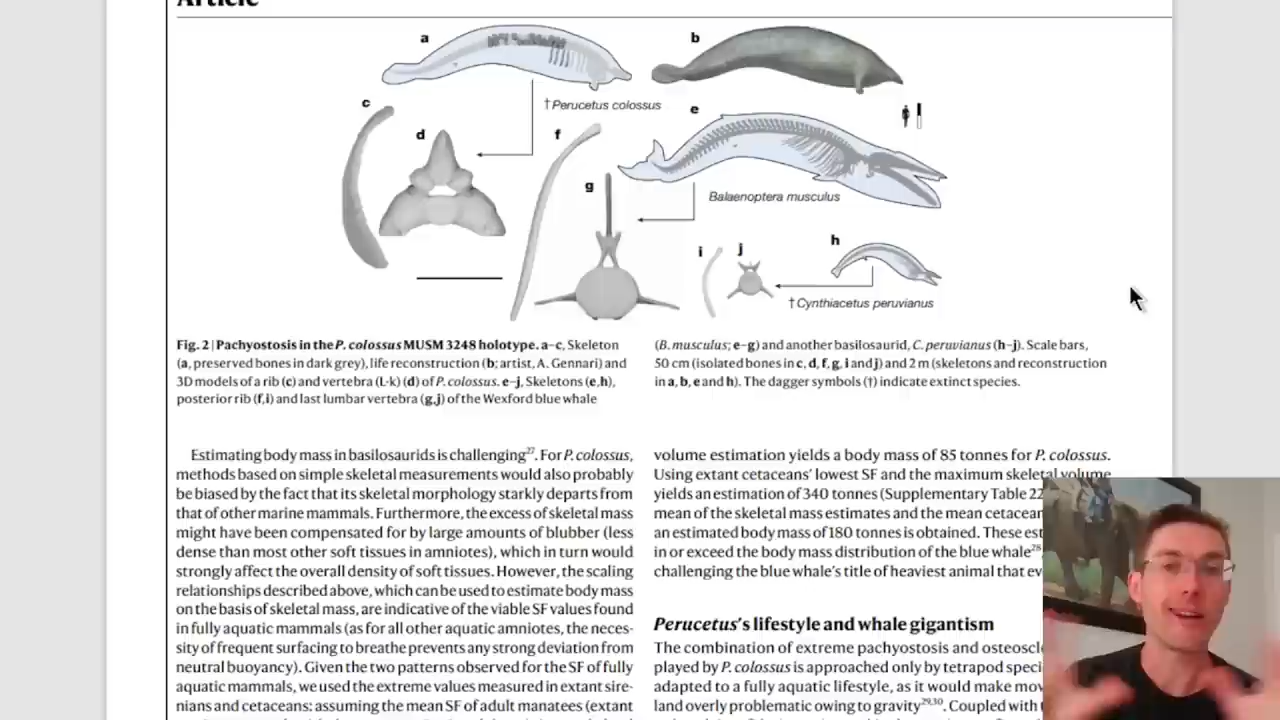 Article
a
b
† Perucetus colossus
c
e
d
f
g
Balaenoptera musculus
i
j
h
† Cynthiacetus peruvianus
Fig. 2 | Pachyostosis in the P. colossus MUSM 3248 holotype. a–c, Skeleton
(a, preserved bones in dark grey), life reconstruction (b; artist, A. Gennari) and
3D models of a rib (c) and vertebra (L-k) (d) of P. colossus. e–j, Skeletons (e,h),
posterior rib (f,i) and last lumbar vertebra (g,j) of the Wexford blue whale
(B. musculus; e–g) and another basilosaurid, C. peruvianus (h–j). Scale bars,
50 cm (isolated bones in c, d, f, g, i and j) and 2 m (skeletons and reconstruction
in a, b, e and h). The dagger symbols (†) indicate extinct species.
Estimating body mass in basilosaurids is challenging27. For P. colossus,
methods based on simple skeletal measurements would also probably
be biased by the fact that its skeletal morphology starkly departs from
that of other marine mammals. Furthermore, the excess of skeletal mass
might have been compensated for by large amounts of blubber (less
dense than most other soft tissues in amniotes), which in turn would
strongly affect the overall density of soft tissues. However, the scaling
relationships described above, which can be used to estimate body mass
on the basis of skeletal mass, are indicative of the viable SF values found
in fully aquatic mammals (as for all other aquatic amniotes, the neces-
sity of frequent surfacing to breathe prevents any strong deviation from
neutral buoyancy). Given the two patterns observed for the SF of fully
aquatic mammals, we used the extreme values measured in extant sire-
nians and cetaceans: assuming the mean SF of adult manatees (extant
volume estimation yields a body mass of 85 tonnes for P. colossus.
Using extant cetaceans' lowest SF and the maximum skeletal volume
yields an estimation of 340 tonnes (Supplementary Table 22
mean of the skeletal mass estimates and the mean cetacean
an estimated body mass of 180 tonnes is obtained. These est
in or exceed the body mass distribution of the blue whale28
challenging the blue whale's title of heaviest animal that ev
Perucetus's lifestyle and whale gigantism
The combination of extreme pachyostosis and osteoscl
played by P. colossus is approached only by tetrapod speci
adapted to a fully aquatic lifestyle, as it would make mov
land overly problematic owing to gravity29,30. Coupled with